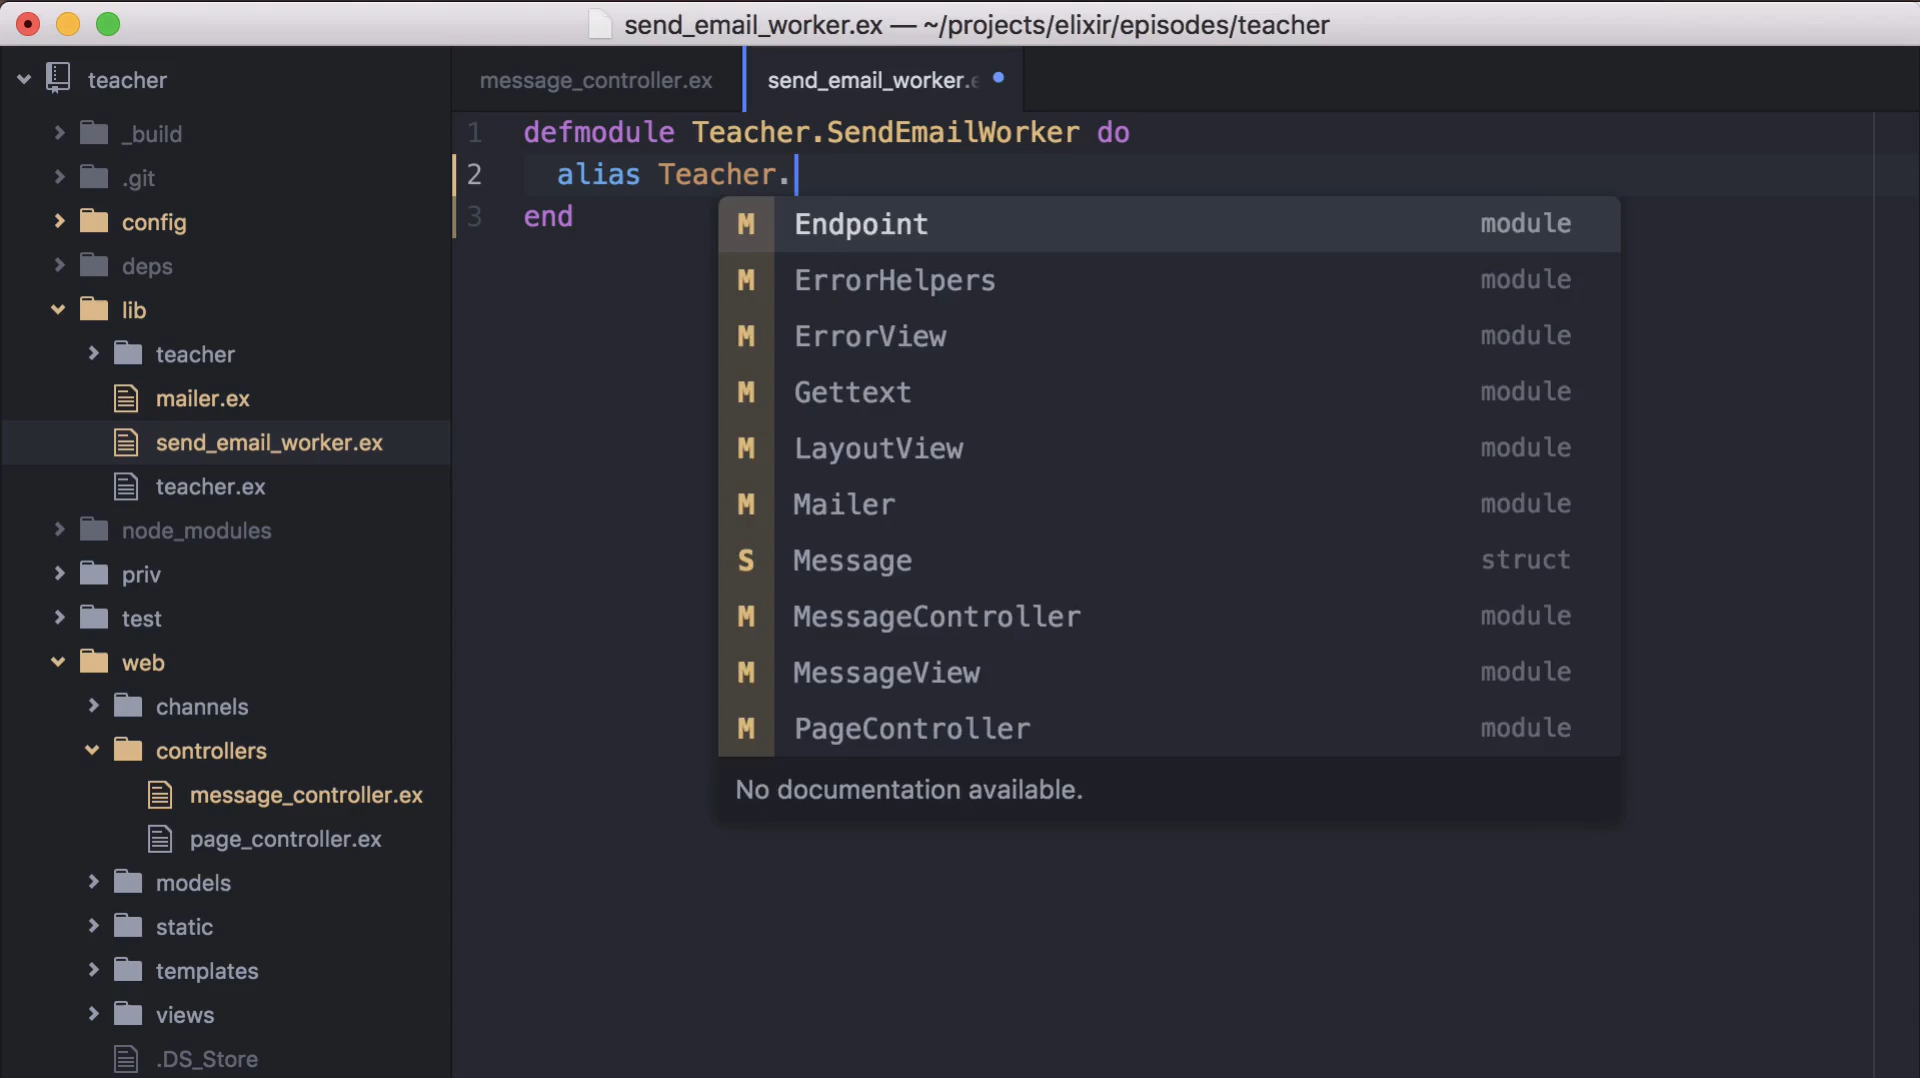 send_email_worker.ex — ~/projects/elixir/episodes/teacher
teacher
_build
.git
config
deps
lib
teacher
mailer.ex
send_email_worker.ex
teacher.ex
node_modules
priv
test
web
channels
controllers
message_controller.ex
page_controller.ex
models
static
templates
views
.DS_Store
message_controller.ex
send_email_worker.e
1 defmodule Teacher.SendEmailWorker do
2 alias Teacher.
3 end
M Endpoint module
M ErrorHelpers module
M ErrorView module
M Gettext module
M LayoutView module
M Mailer module
S Message struct
M MessageController module
M MessageView module
M PageController module
No documentation available.